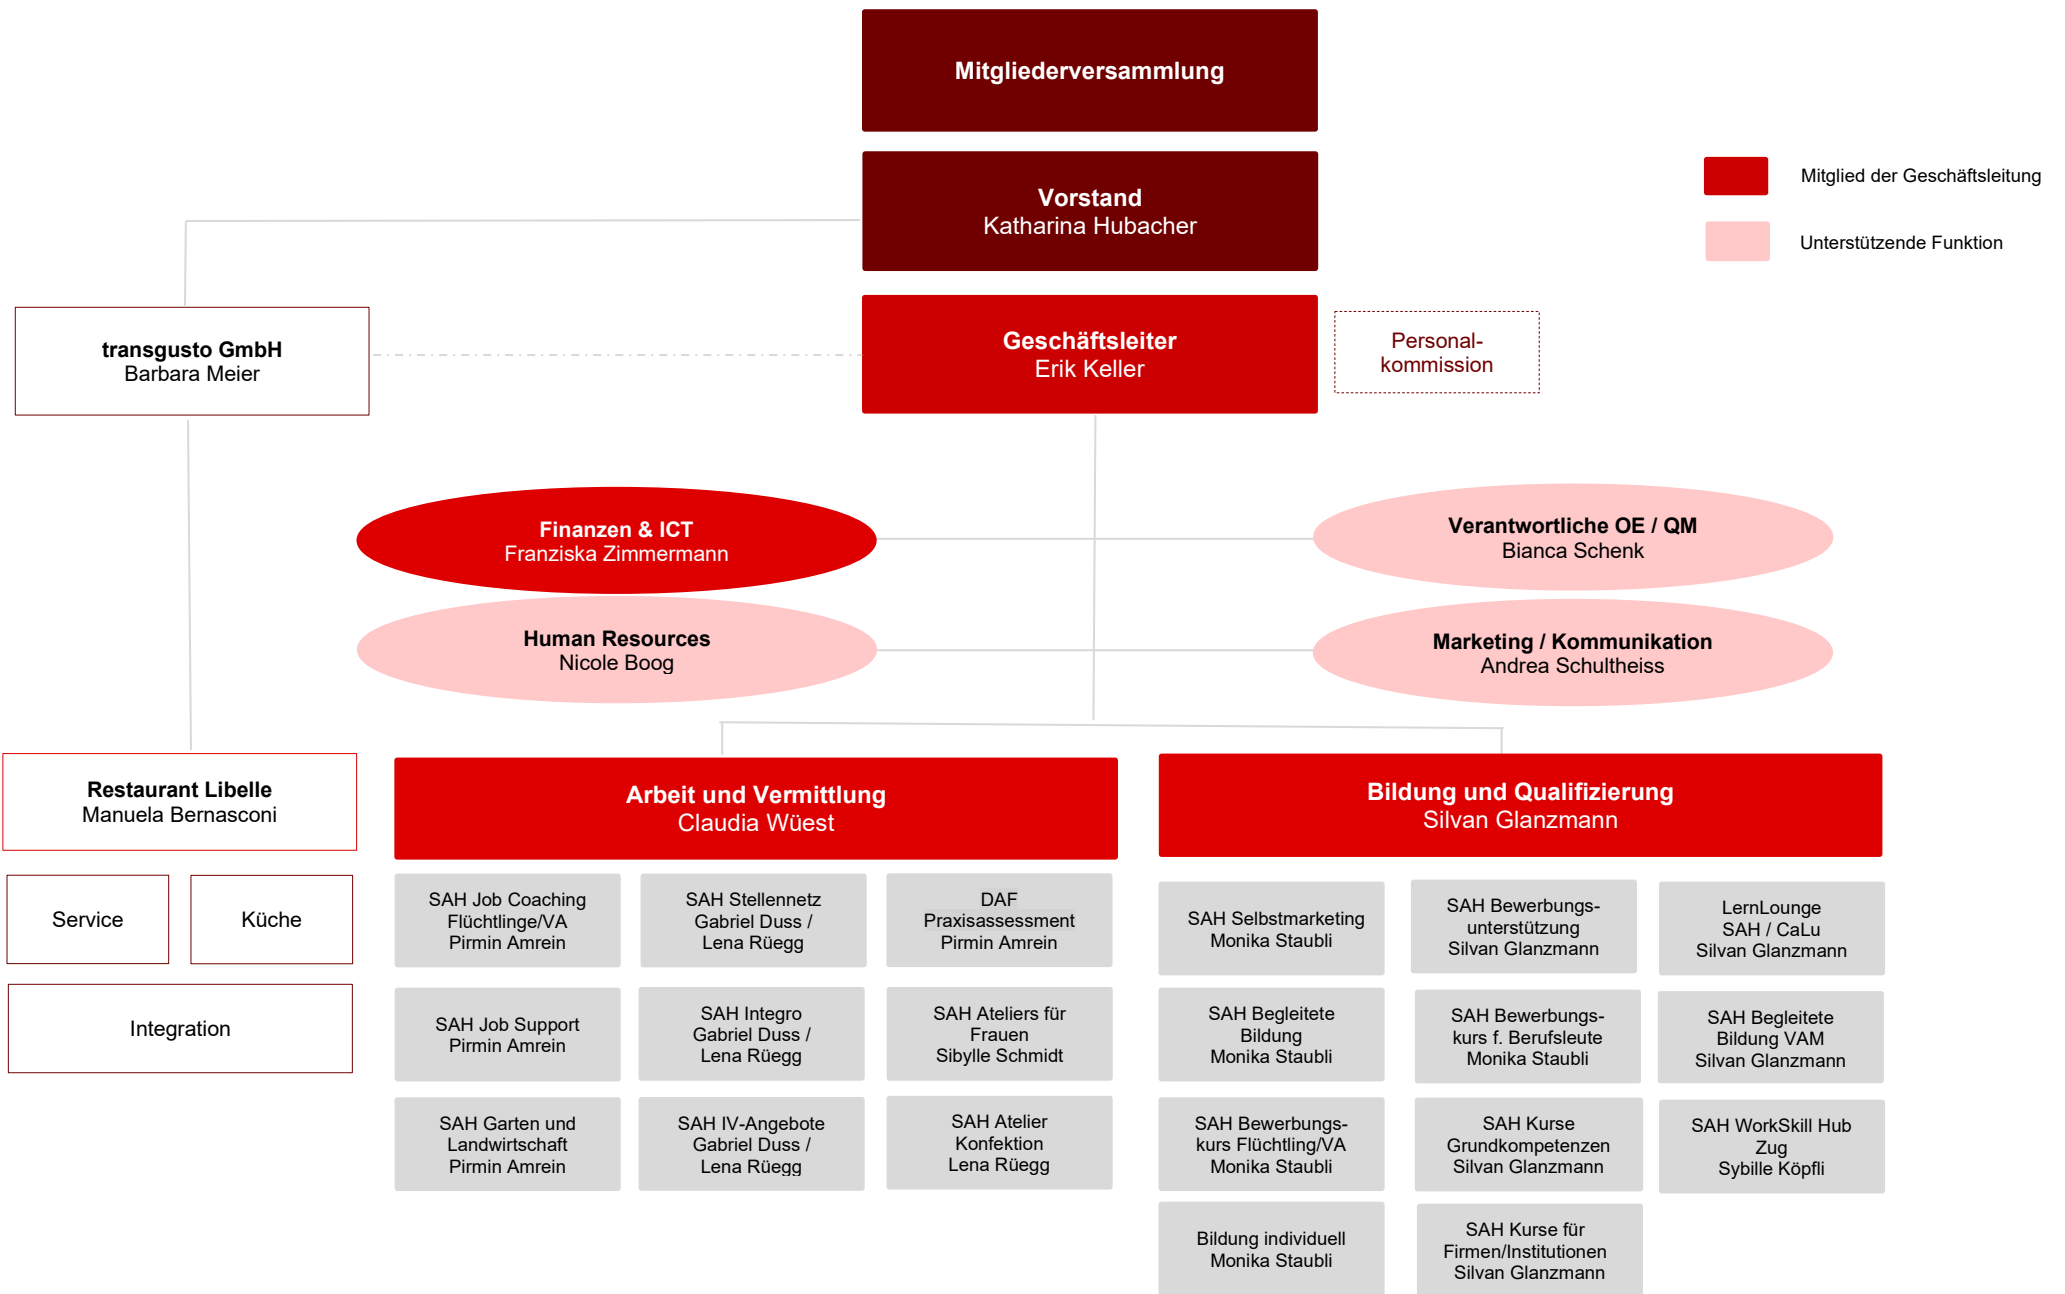 Mitgliederversammlung
Vorstand
Katharina Hubacher
Mitglied der Geschäftsleitung
Unterstützende Funktion
transgusto GmbH
Barbara Meier
Geschäftsleiter
Erik Keller
Personal-
kommission
Finanzen & ICT
Franziska Zimmermann
Verantwortliche OE / QM
Bianca Schenk
Human Resources
Nicole Boog
Marketing / Kommunikation
Andrea Schultheiss
Restaurant Libelle
Manuela Bernasconi
Service
Küche
Integration
Arbeit und Vermittlung
Claudia Wüest
SAH Job Coaching
Flüchtlinge/VA
Pirmin Amrein
SAH Stellennetz
Gabriel Duss /
Lena Rüegg
DAF
Praxisassessment
Pirmin Amrein
SAH Job Support
Pirmin Amrein
SAH Integro
Gabriel Duss /
Lena Rüegg
SAH Ateliers für
Frauen
Sibylle Schmidt
SAH Garten und
Landwirtschaft
Pirmin Amrein
SAH IV-Angebote
Gabriel Duss /
Lena Rüegg
SAH Atelier
Konfektion
Lena Rüegg
Bildung und Qualifizierung
Silvan Glanzmann
SAH Selbstmarketing
Monika Staubli
SAH Bewerbungs-
unterstützung
Silvan Glanzmann
LernLounge
SAH / CaLu
Silvan Glanzmann
SAH Begleitete
Bildung
Monika Staubli
SAH Bewerbungs-
kurs f. Berufsleute
Monika Staubli
SAH Begleitete
Bildung VAM
Silvan Glanzmann
SAH Bewerbungs-
kurs Flüchtling/VA
Monika Staubli
SAH Kurse
Grundkompetenzen
Silvan Glanzmann
SAH WorkSkill Hub
Zug
Sybille Köpfli
Bildung individuell
Monika Staubli
SAH Kurse für
Firmen/Institutionen
Silvan Glanzmann